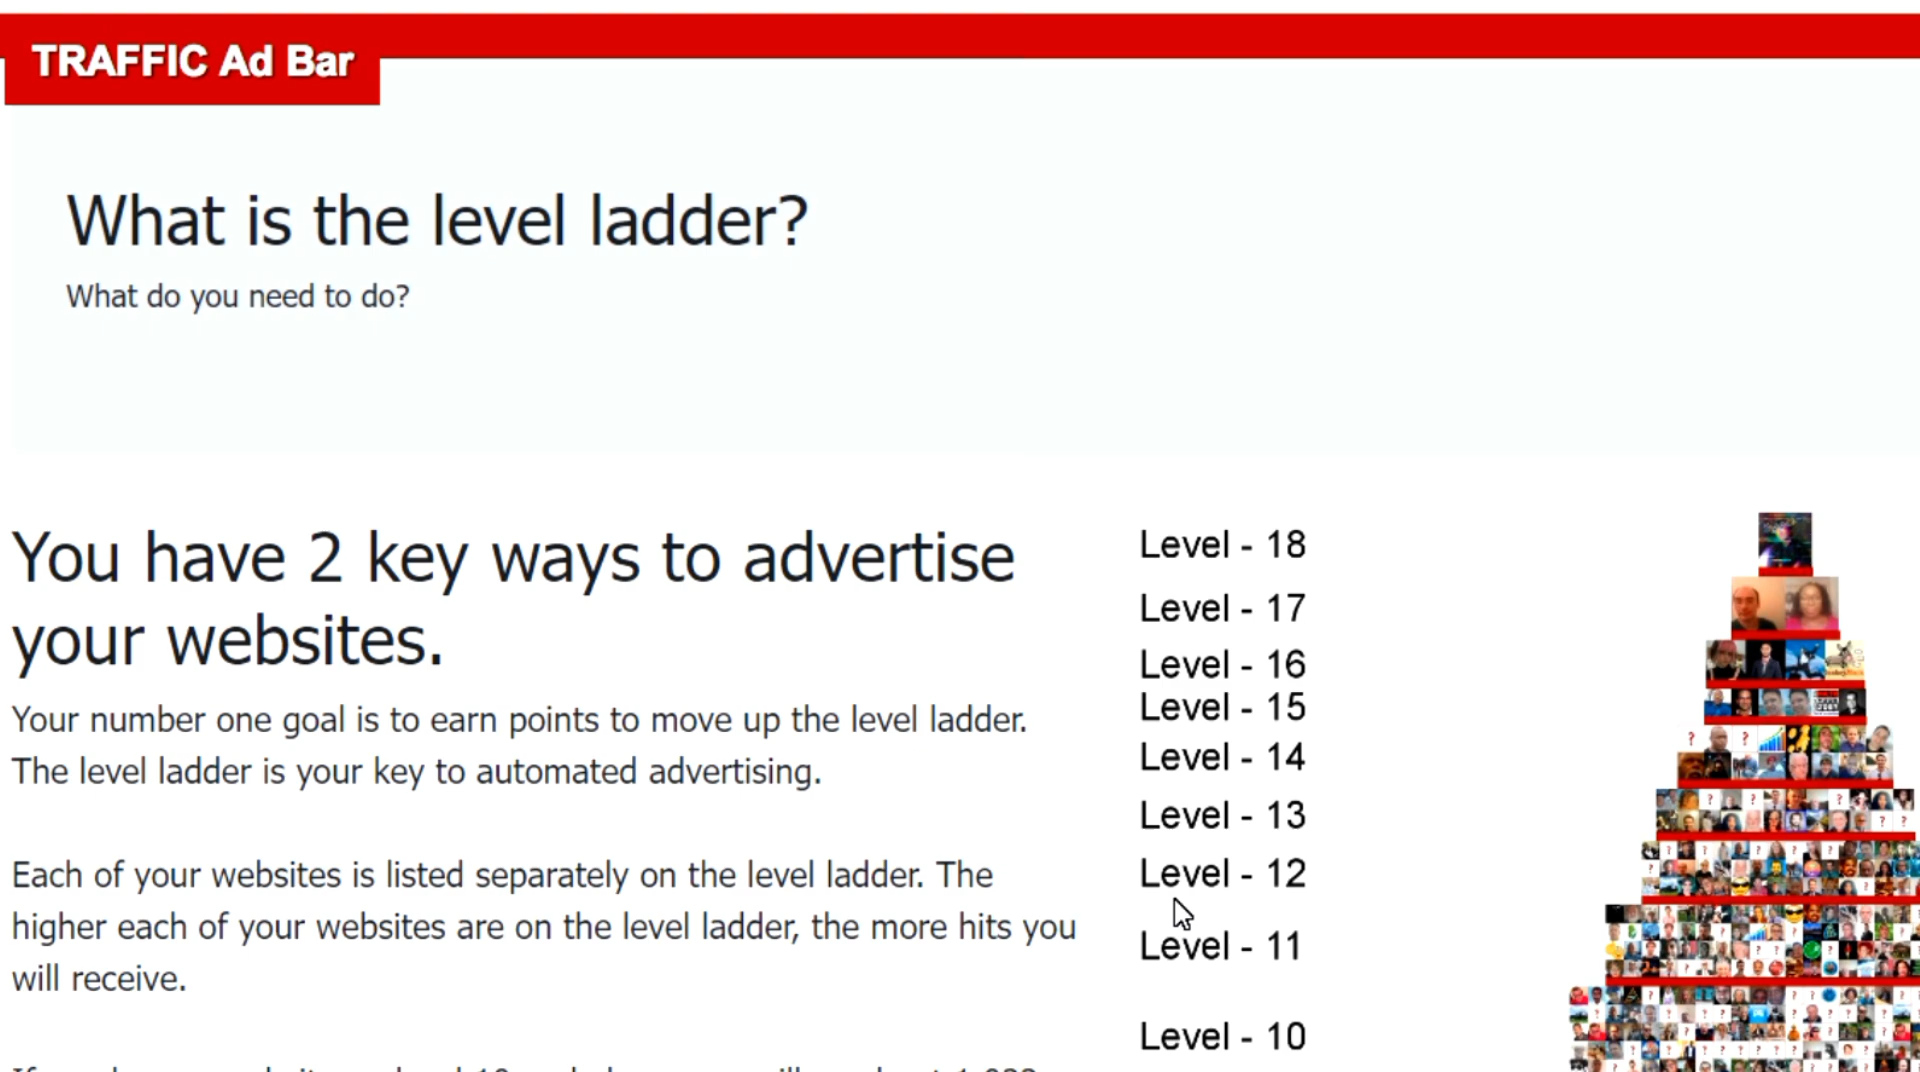 TRAFFIC Ad Bar
What is the level ladder?
What do you need to do?
You have 2 key ways to advertise
your websites.
Your number one goal is to earn points to move up the level ladder.
The level ladder is your key to automated advertising.
Each of your websites is listed separately on the level ladder. The
higher each of your websites are on the level ladder, the more hits you
will receive.
Level - 18
Level - 17
Level - 16
Level - 15
Level - 14
Level - 13
Level - 12
Level - 11
Level - 10